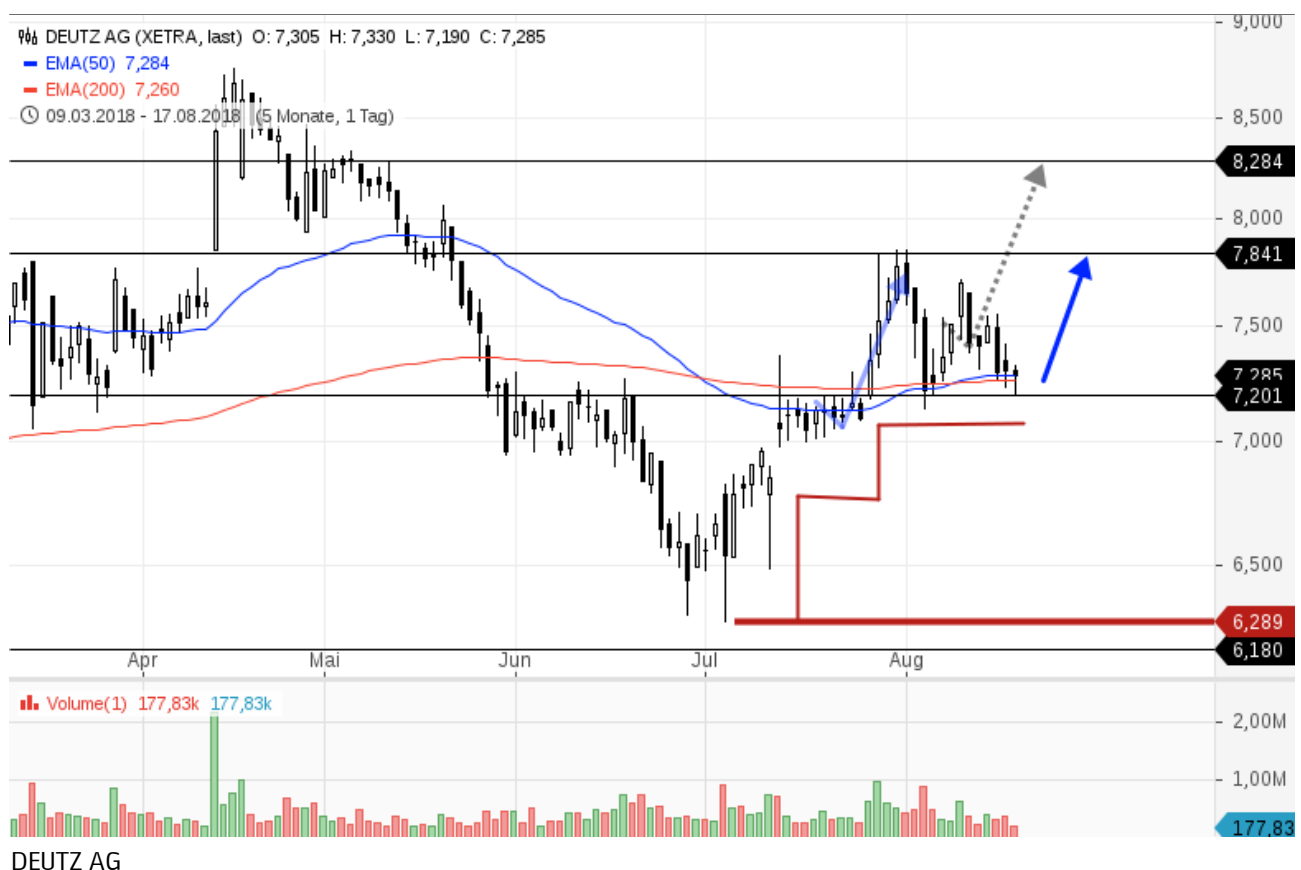 DEUTZ AG (XETRA, last) O: 7,305 H: 7,330 L: 7,190 C: 7,285
EMA(50) 7,284
EMA(200) 7,260
09.03.2018 - 17.08.2018 (5 Monate, 1 Tag)
9,000
8,500
8,284
8,000
7,841
7,500
7,285
7,201
7,000
6,500
6,289
6,180
Apr Mai Jun Jul Aug
Volume(1) 177,83k 177,83k
2,00M
1,00M
177,83
DEUTZ AG